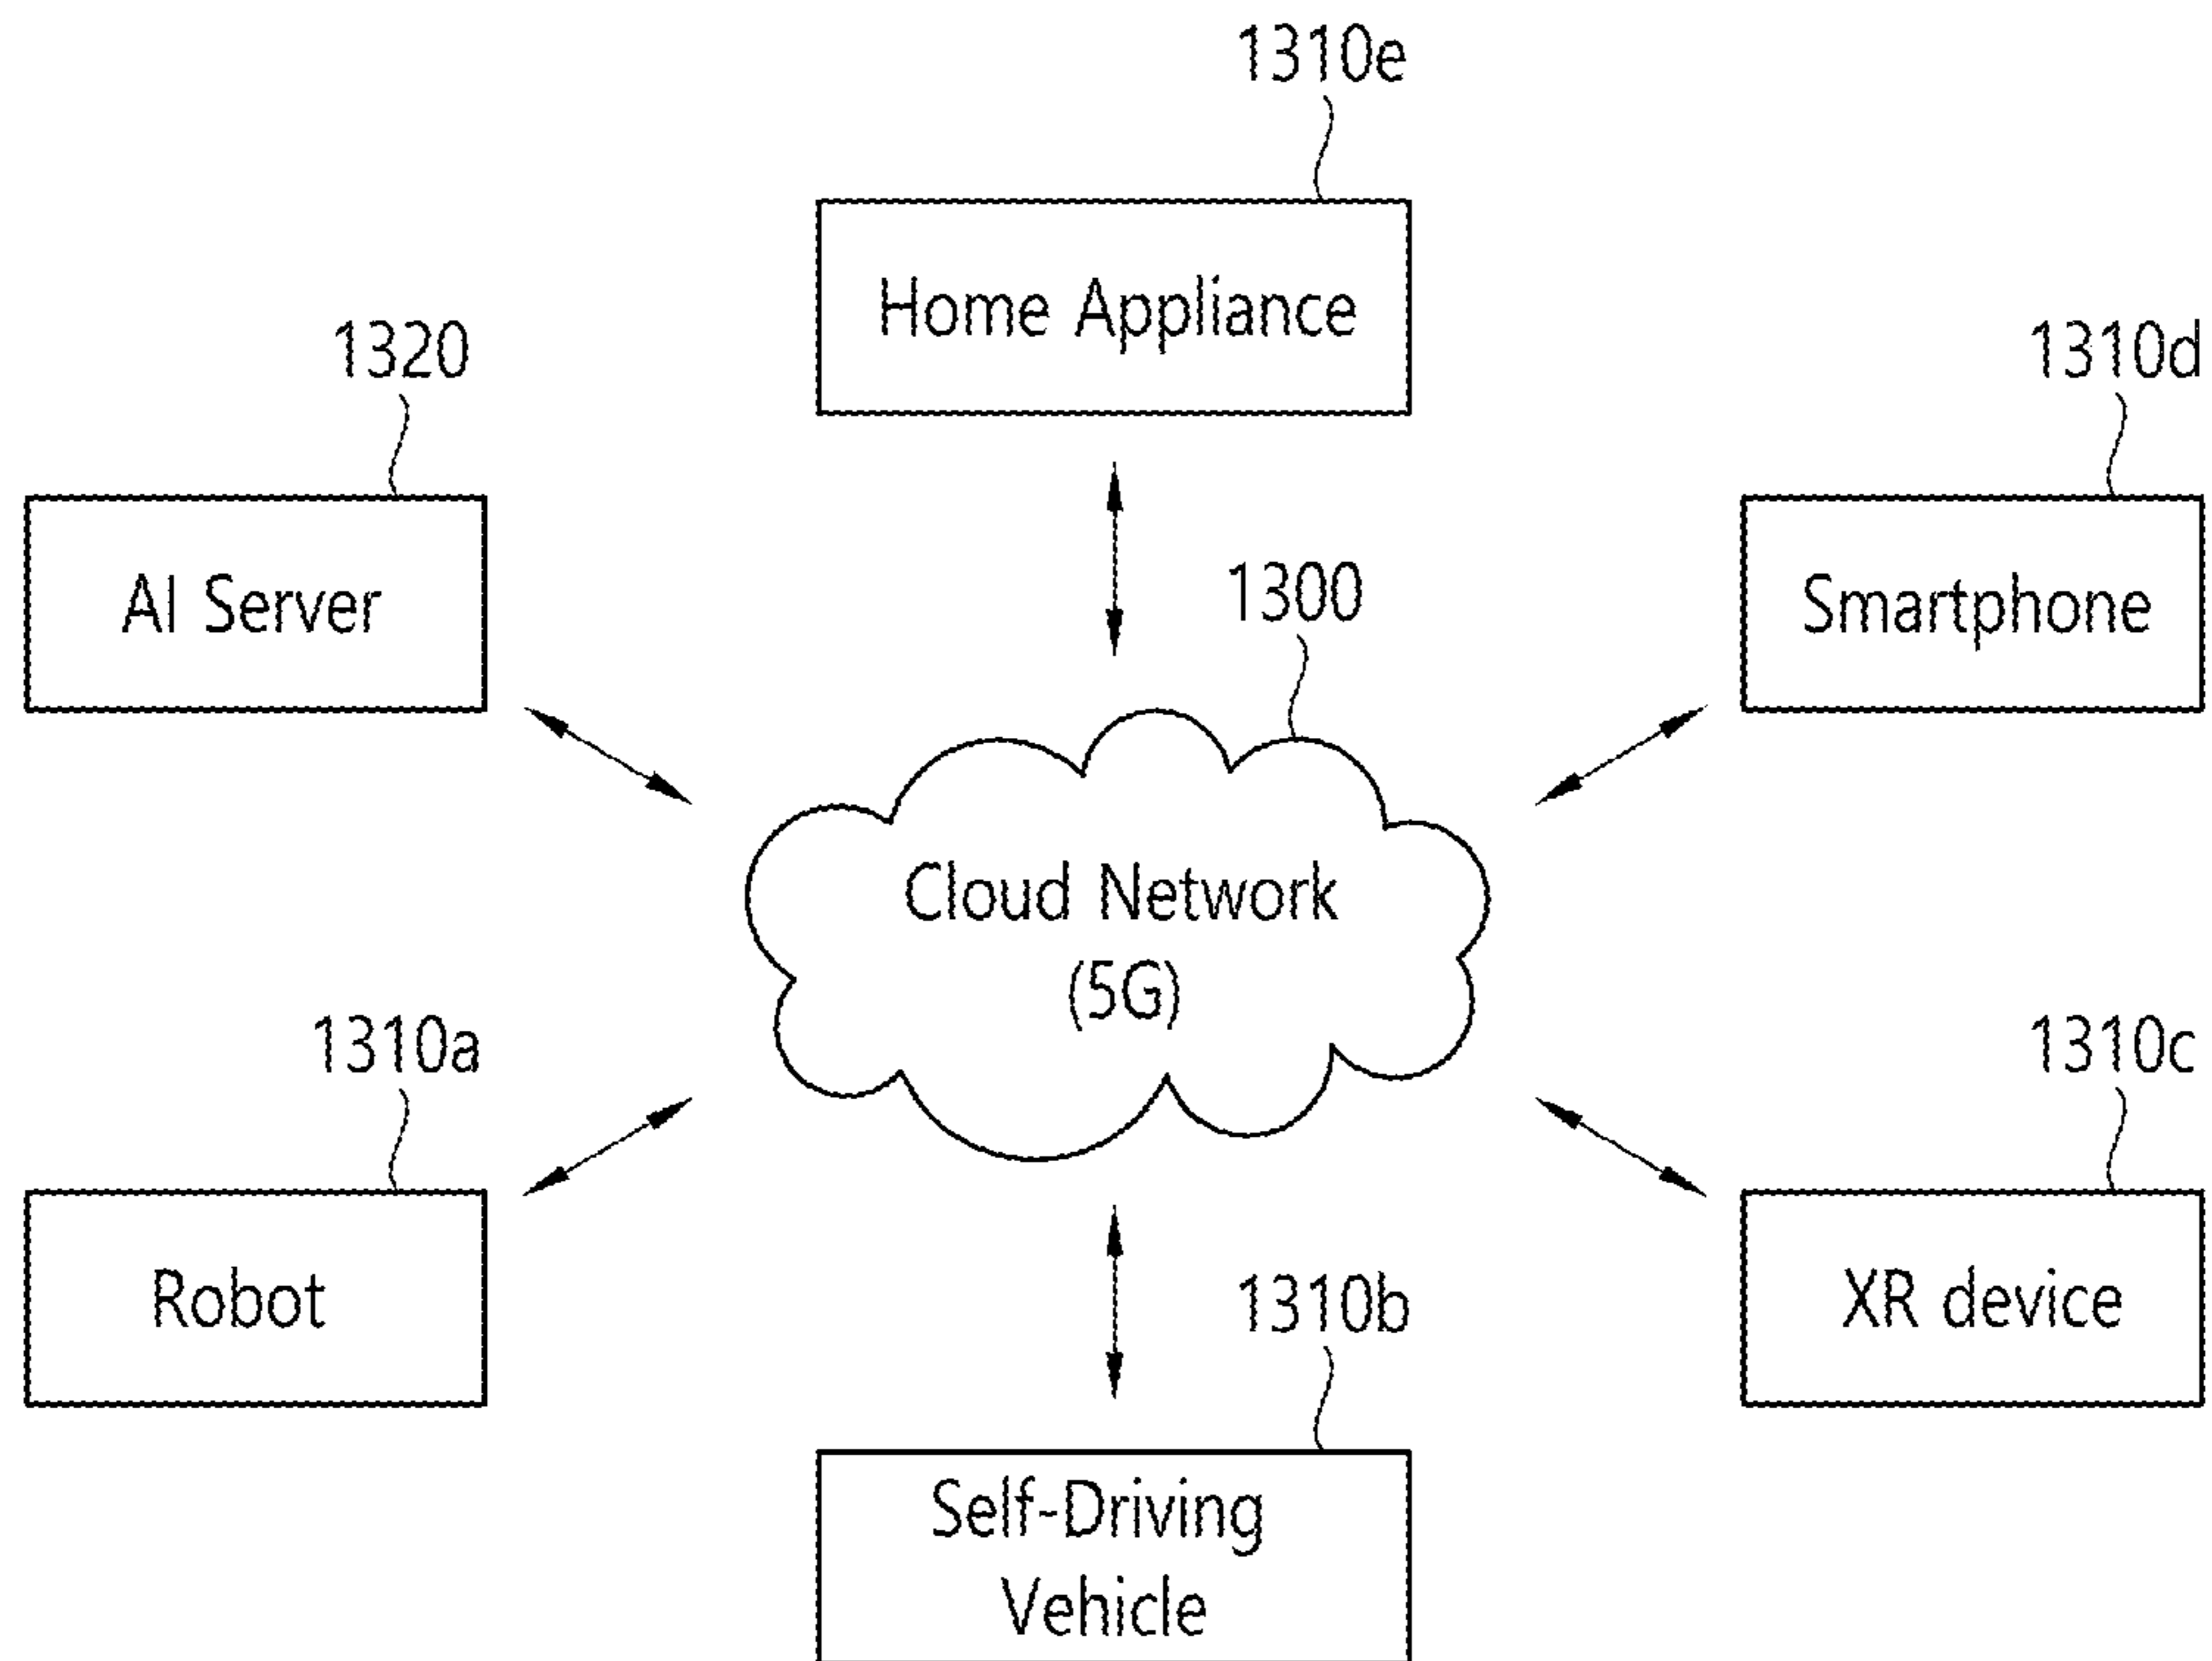 1310e
Home Appliance
1320
1310d
AI Server
1300
Smartphone
Cloud Network
(5G)
1310a
1310c
Robot
1310b
XR device
Self-Driving
Vehicle